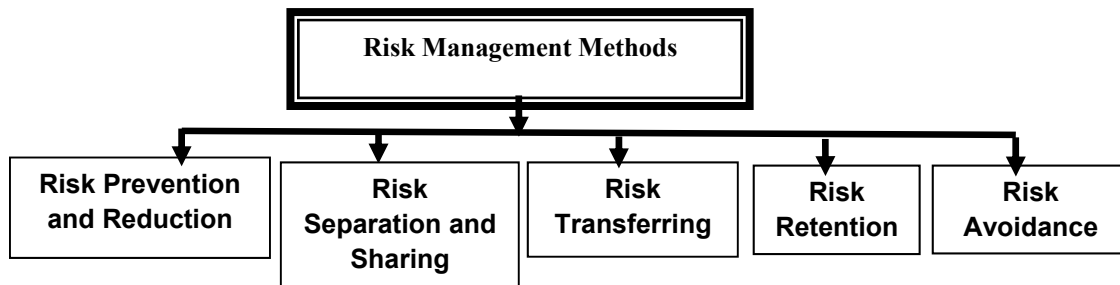 Risk Management Methods
Risk Prevention
and Reduction
Risk
Separation and
Sharing
Risk
Transferring
Risk
Retention
Risk
Avoidance